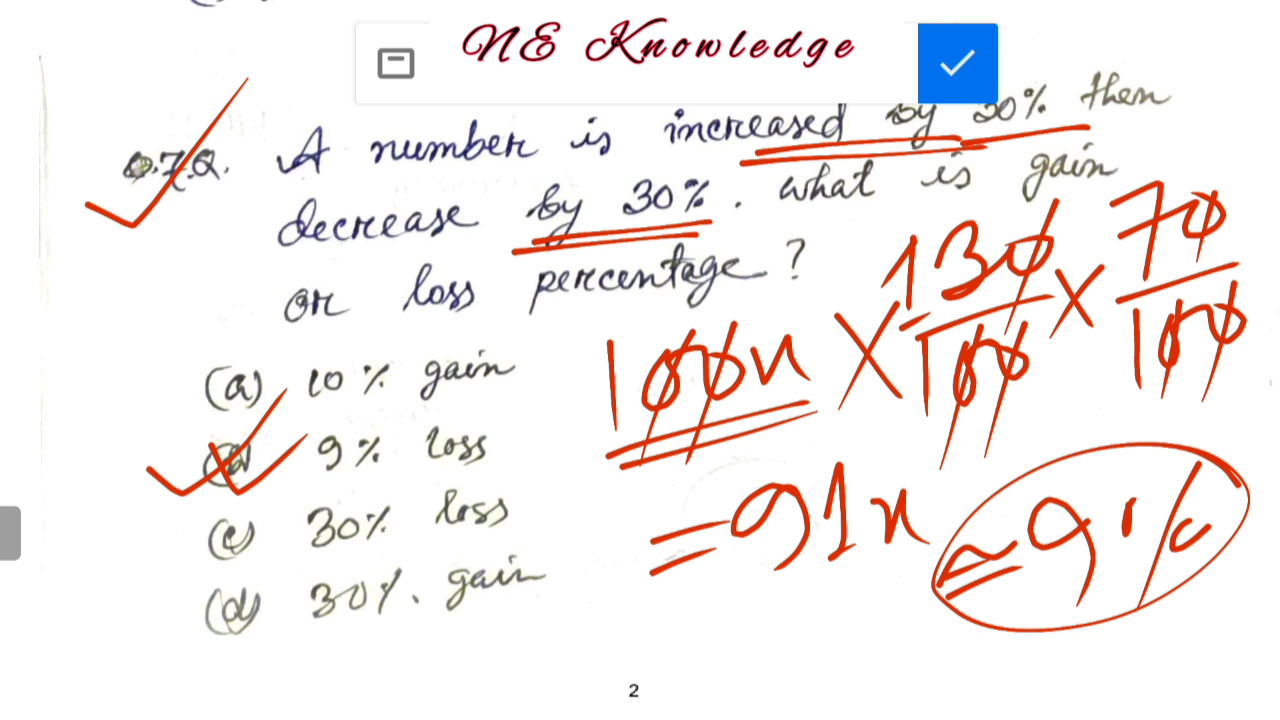 NE Knowledge
Q.7.Q. A number is increased by 30% then
decrease by 30%. what is gain
or loss percentage?
(a) 10% gain
9% loss
(c) 30% loss
(d) 30%. gain
100x × 130/100 × 70/100
= 91x
≈ 9%
2